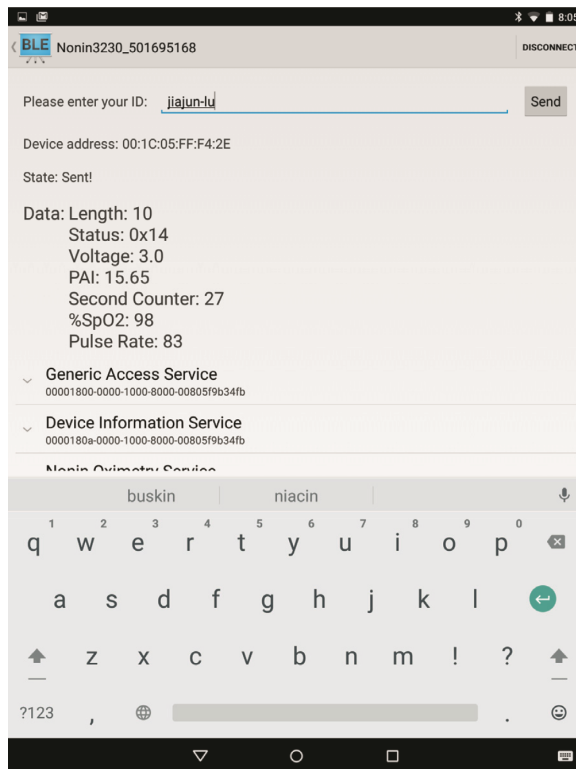 8:05
BLE Nonin3230_501695168 DISCONNECT
Please enter your ID: jiajun-lu Send
Device address: 00:1C:05:FF:F4:2E
State: Sent!
Data: Length: 10
Status: 0x14
Voltage: 3.0
PAI: 15.65
Second Counter: 27
%SpO2: 98
Pulse Rate: 83
Generic Access Service
00001800-0000-1000-8000-00805f9b34fb
Device Information Service
0000180a-0000-1000-8000-00805f9b34fb
Nonin Oximetry Service
buskin niacin
1 2 3 4 5 6 7 8 9 0
q w e r t y u i o p
a s d f g h j k l
z x c v b n m ! ?
?123 , .